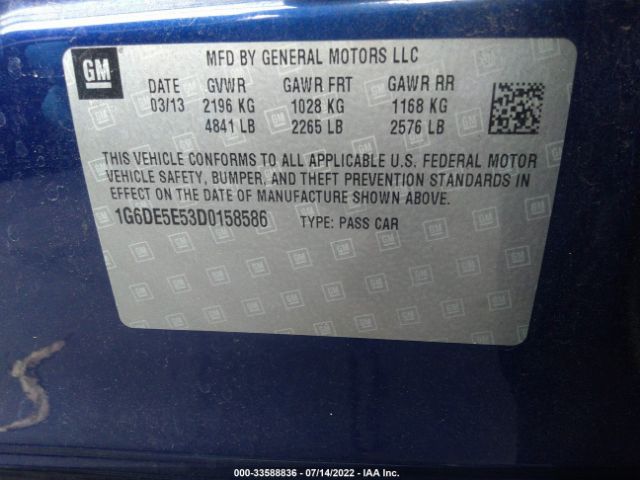 GM
MFD BY GENERAL MOTORS LLC
DATE GVWR GAWR FRT GAWR RR
03/13 2196 KG 1028 KG 1168 KG
4841 LB 2265 LB 2576 LB
THIS VEHICLE CONFORMS TO ALL APPLICABLE U.S. FEDERAL MOTOR
VEHICLE SAFETY, BUMPER, AND THEFT PREVENTION STANDARDS IN
EFFECT ON THE DATE OF MANUFACTURE SHOWN ABOVE.
1G6DE5E53D0158586 TYPE: PASS CAR
(0)-33588836 - 07/14/2022 - IAA Inc.